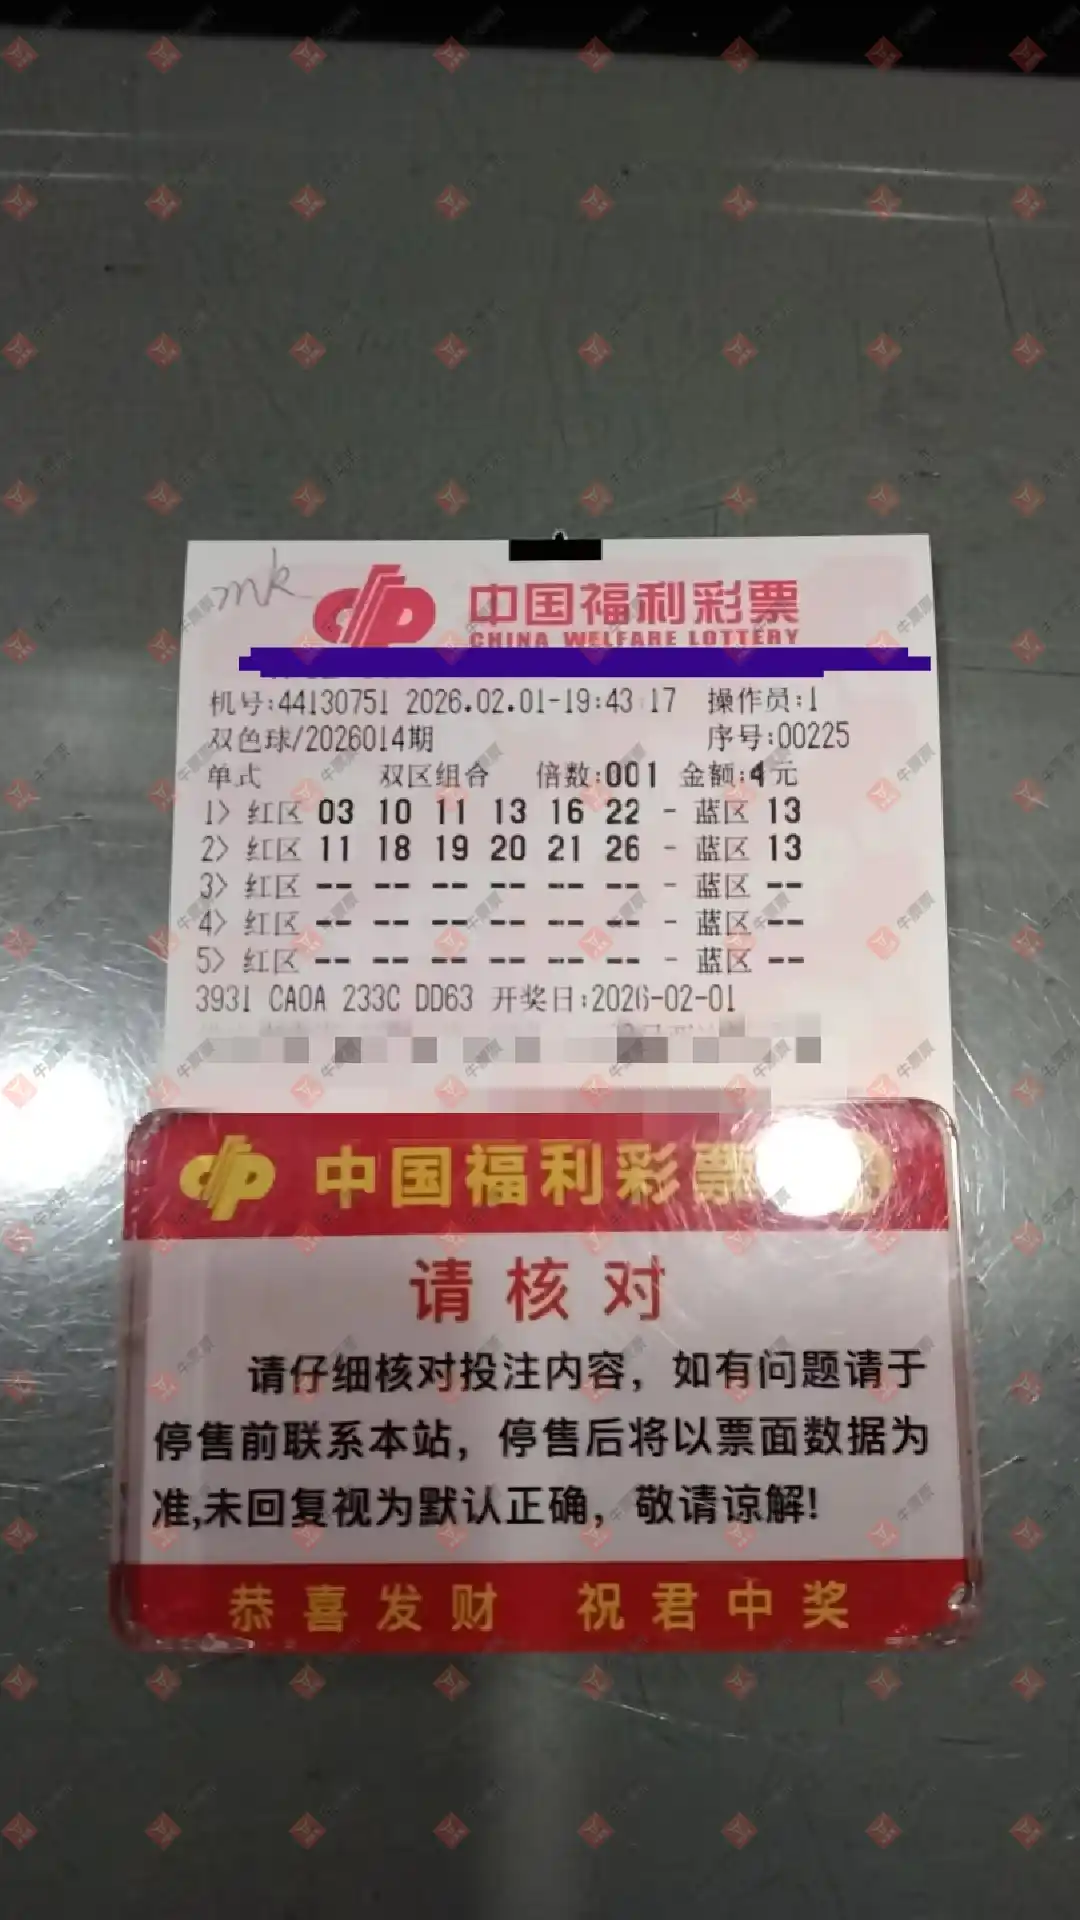 mk
中国福利彩票
CHINA WELFARE LOTTERY
机号:44130751 2026.02.01-19:43:17 操作员:1
双色球/2026014期 序号:00225
单式 双区组合 倍数:001 金额:4元
1> 红区 03 10 11 13 16 22 - 蓝区 13
2> 红区 11 18 19 20 21 26 - 蓝区 13
3> 红区 -- -- -- -- -- -- - 蓝区 --
4> 红区 -- -- -- -- -- -- - 蓝区 --
5> 红区 -- -- -- -- -- -- - 蓝区 --
3931 CA0A 233C DD63 开奖日:2026-02-01
中国福利彩票
请核对
请仔细核对投注内容，如有问题请于
停售前联系本站，停售后将以票面数据为
准,未回复视为默认正确，敬请谅解!
恭喜发财 祝君中奖